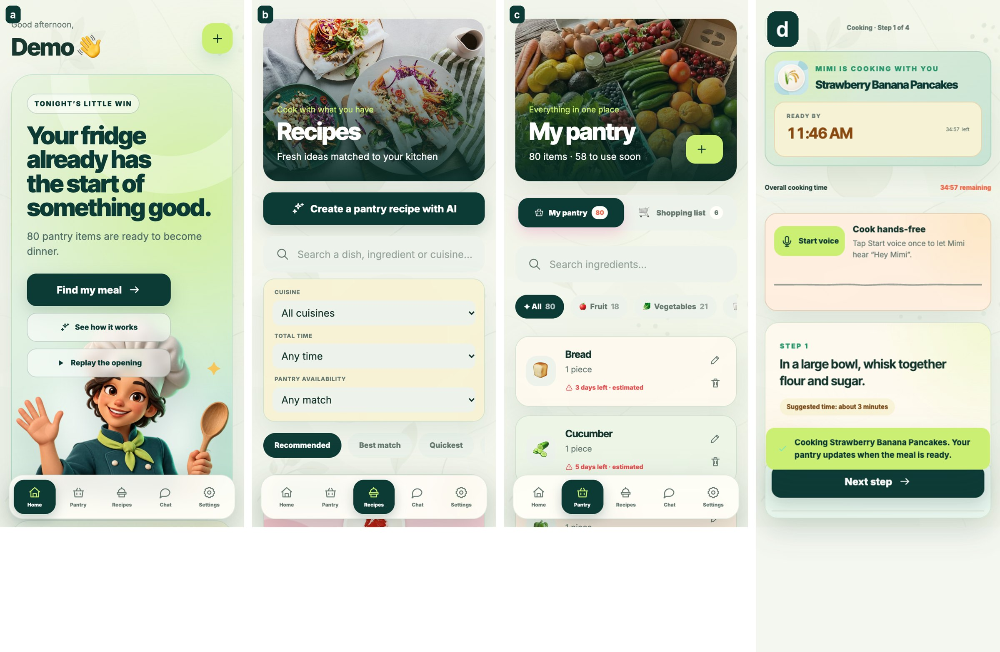 a
Good afternoon,
Demo 👋
+
TONIGHT'S LITTLE WIN
Your fridge
already has
the start of
something good.
80 pantry items are ready to become
dinner.
Find my meal →
See how it works
Replay the opening
Home
Pantry
Recipes
Chat
Settings
b
Cook with what you have
Recipes
Fresh ideas matched to your kitchen
Create a pantry recipe with AI
Search a dish, ingredient or cuisine...
CUISINE
All cuisines
TOTAL TIME
Any time
PANTRY AVAILABILITY
Any match
Recommended
Best match
Quickest
Home
Pantry
Recipes
Chat
Settings
c
Everything in one place
My pantry
80 items · 58 to use soon
+
My pantry 80
Shopping list 6
Search ingredients...
✦ All 80
Fruit 18
Vegetables 21
Bread
1 piece
3 days left · estimated
Cucumber
1 piece
5 days left · estimated
Home
Pantry
Recipes
Chat
Settings
1 piece
d
Cooking · Step 1 of 4
MIMI IS COOKING WITH YOU
Strawberry Banana Pancakes
READY BY
11:46 AM
34:57 left
Overall cooking time
34:57 remaining
Start voice
Cook hands-free
Tap Start voice once to let Mimi
hear “Hey Mimi”.
STEP 1
In a large bowl, whisk together
flour and sugar.
Suggested time: about 3 minutes
Cooking Strawberry Banana Pancakes. Your
pantry updates when the meal is ready.
Next step →